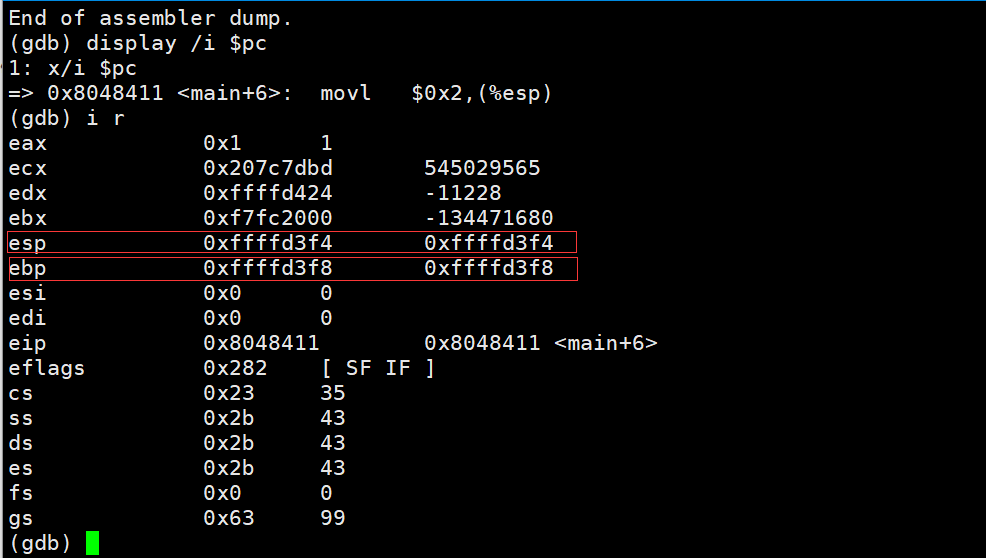 End of assembler dump.
(gdb) display /i $pc
1: x/i $pc
=> 0x8048411 <main+6>:  movl   $0x2,(%esp)
(gdb) i r
eax            0x1      1
ecx            0x207c7dbd       545029565
edx            0xffffd424       -11228
ebx            0xf7fc2000       -134471680
esp            0xffffd3f4       0xffffd3f4
ebp            0xffffd3f8       0xffffd3f8
esi            0x0      0
edi            0x0      0
eip            0x8048411        0x8048411 <main+6>
eflags         0x282    [ SF IF ]
cs             0x23     35
ss             0x2b     43
ds             0x2b     43
es             0x2b     43
fs             0x0      0
gs             0x63     99
(gdb)